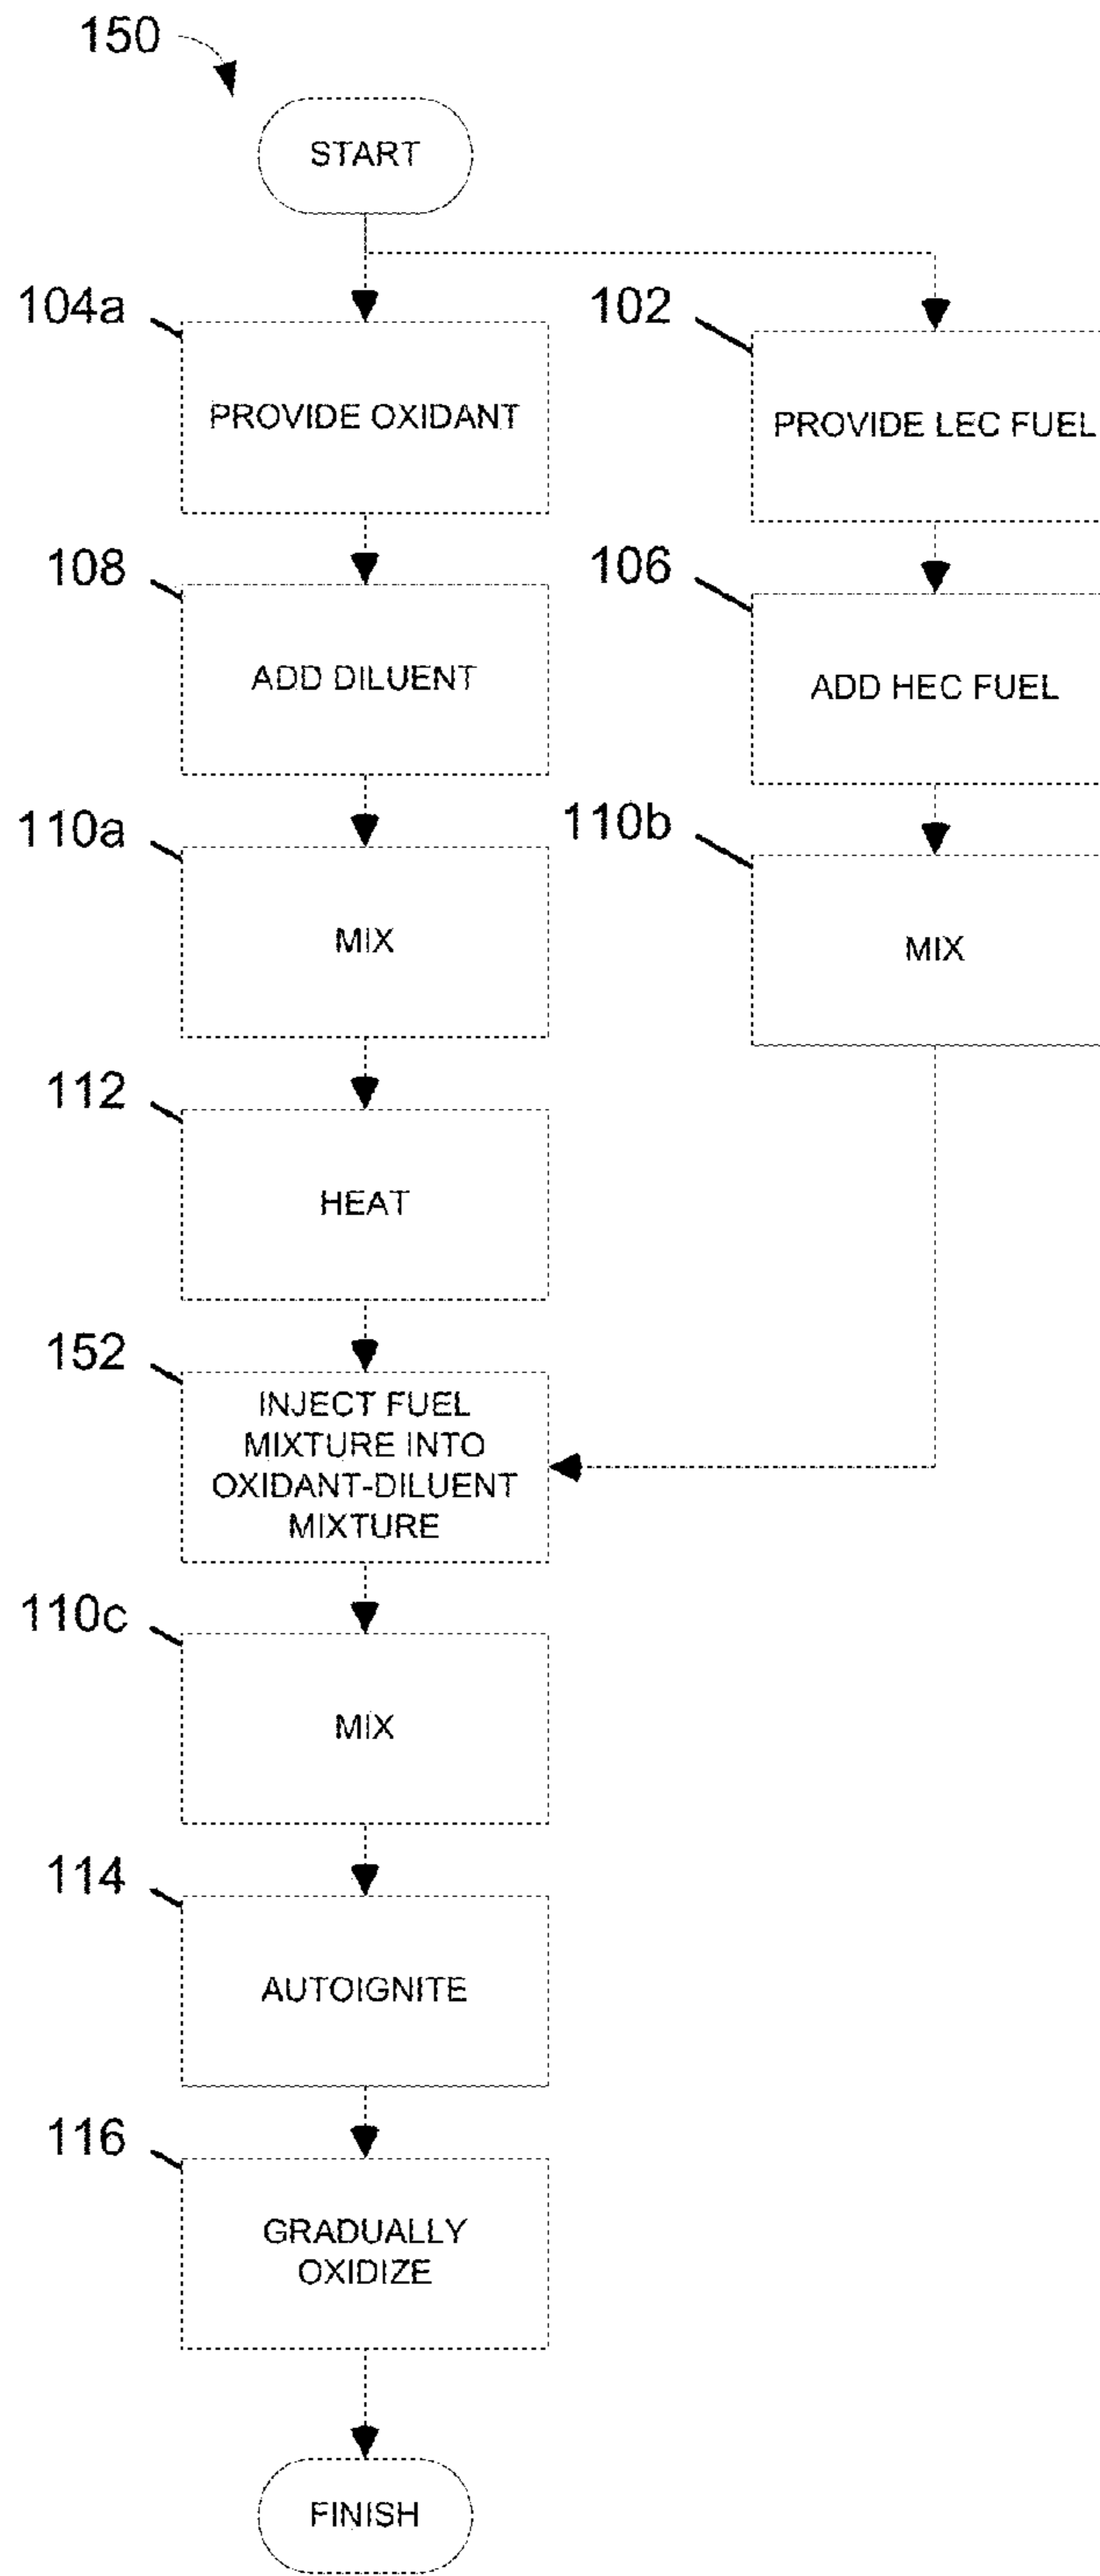 150
START
104a
PROVIDE OXIDANT
102
PROVIDE LEC FUEL
108
ADD DILUENT
106
ADD HEC FUEL
110a
MIX
110b
MIX
112
HEAT
152
INJECT FUEL
MIXTURE INTO
OXIDANT-DILUENT
MIXTURE
110c
MIX
114
AUTOIGNITE
116
GRADUALLY
OXIDIZE
FINISH